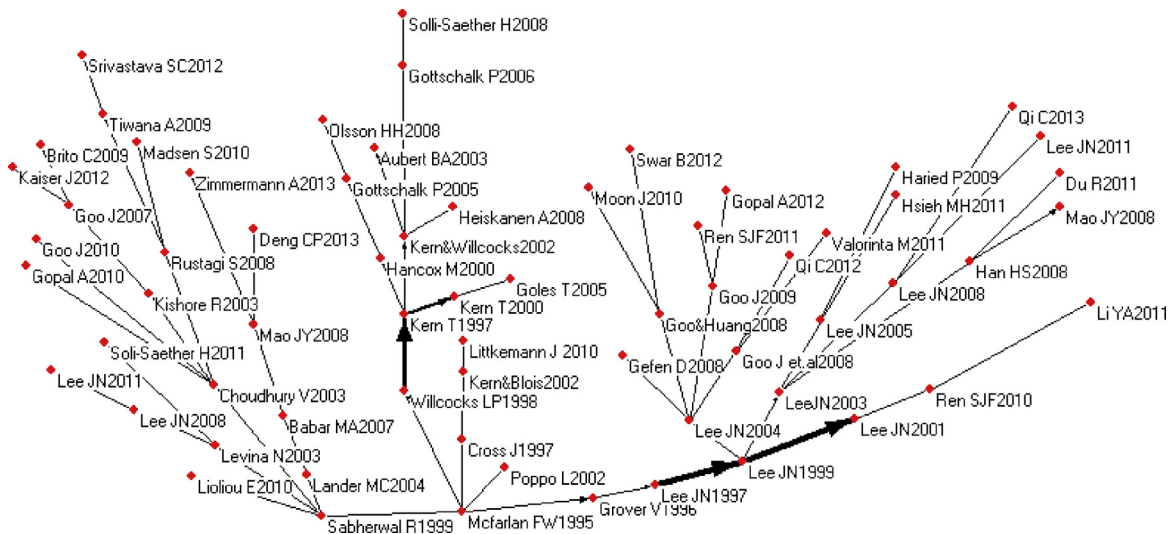 Solli-Saether H2008
Srivastava SC2012
Gottschalk P2006
Tiwana A2009
Olsson HH2008
Qi C2013
Brito C2009
Madsen S2010
Aubert BA2003
Swar B2012
Lee JN2011
Kaiser J2012
Zimmermann A2013
Gottschalk P2005
Haried P2009
Du R2011
Moon J2010
Gopal A2012
Hsieh MH2011
Goo J2007
Heiskanen A2008
Mao JY2008
Deng CP2013
Ren SJF2011
Valorinta M2011
Goo J2010
Kern&Willcocks2002
Rustagi S2008
Qi C2012
Han HS2008
Gopal A2010
Hancox M2000
Goles T2005
Goo J2009
Lee JN2008
Kishore R2003
Kern T2000
Li YA2011
Kern T1997
Goo&Huang2008
Mao JY2008
Lee JN2005
Soli-Saether H2011
Littkemann J 2010
Gefen D2008
Goo J et.al2008
Lee JN2011
Kern&Blois2002
Choudhury V2003
Willcocks LP1998
LeeJN2003
Ren SJF2010
Lee JN2008
Babar MA2007
Lee JN2004
Lee JN2001
Levina N2003
Cross J1997
Lioliou E2010
Lander MC2004
Poppo L2002
Lee JN1999
Sabherwal R1999
Mcfarlan FW1995
Grover V1996
Lee JN1997